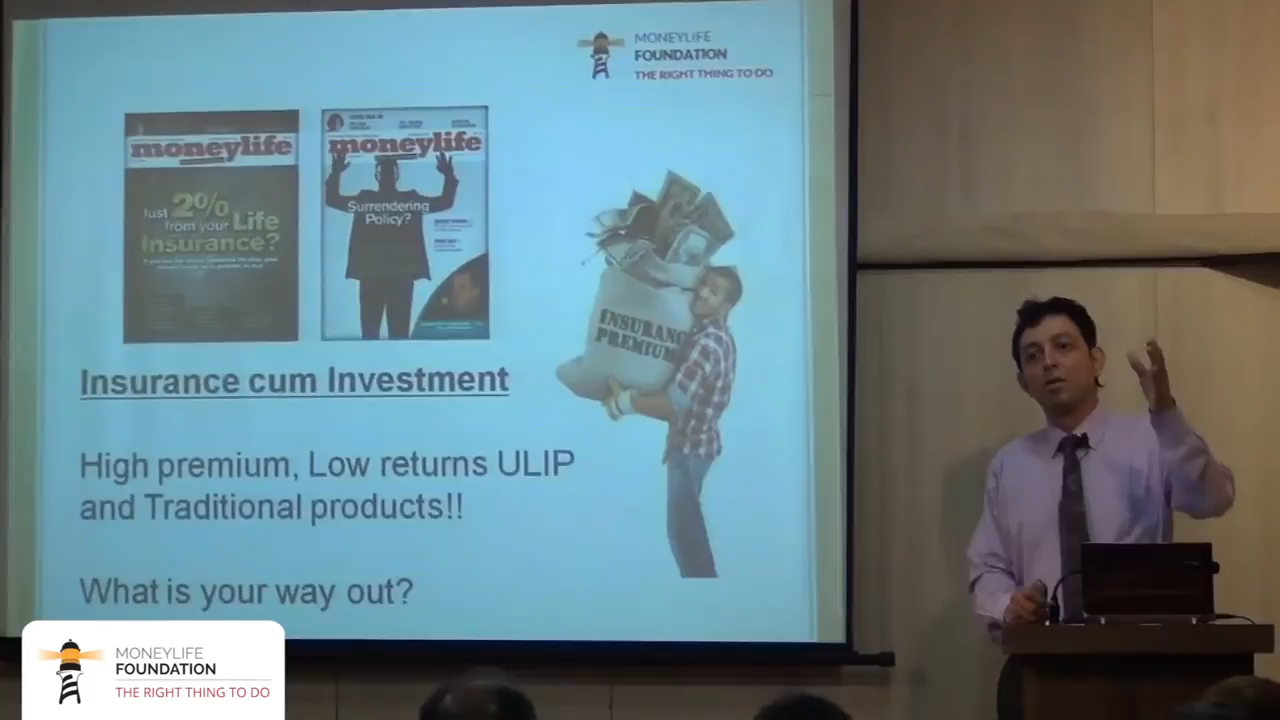 MONEYLIFE
FOUNDATION
THE RIGHT THING TO DO
moneylife
Just 2%
from your Life
Insurance?
moneylife
Surrendering
Policy?
INSURANC
PREMIUM
Insurance cum Investment
High premium, Low returns ULIP
and Traditional products!!
What is your way out?
MONEYLIFE
FOUNDATION
THE RIGHT THING TO DO